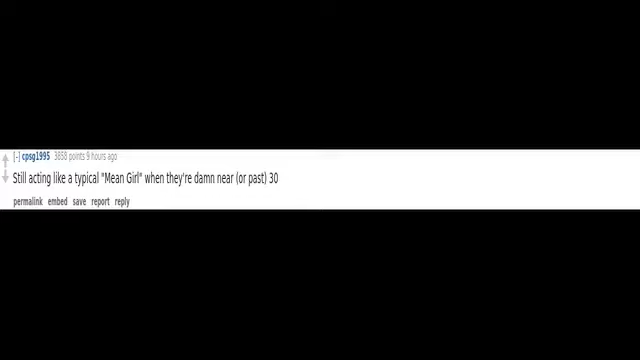 [-] cpsg1995 3858 points 9 hours ago
Still acting like a typical "Mean Girl" when they're damn near (or past) 30
permalink embed save report reply